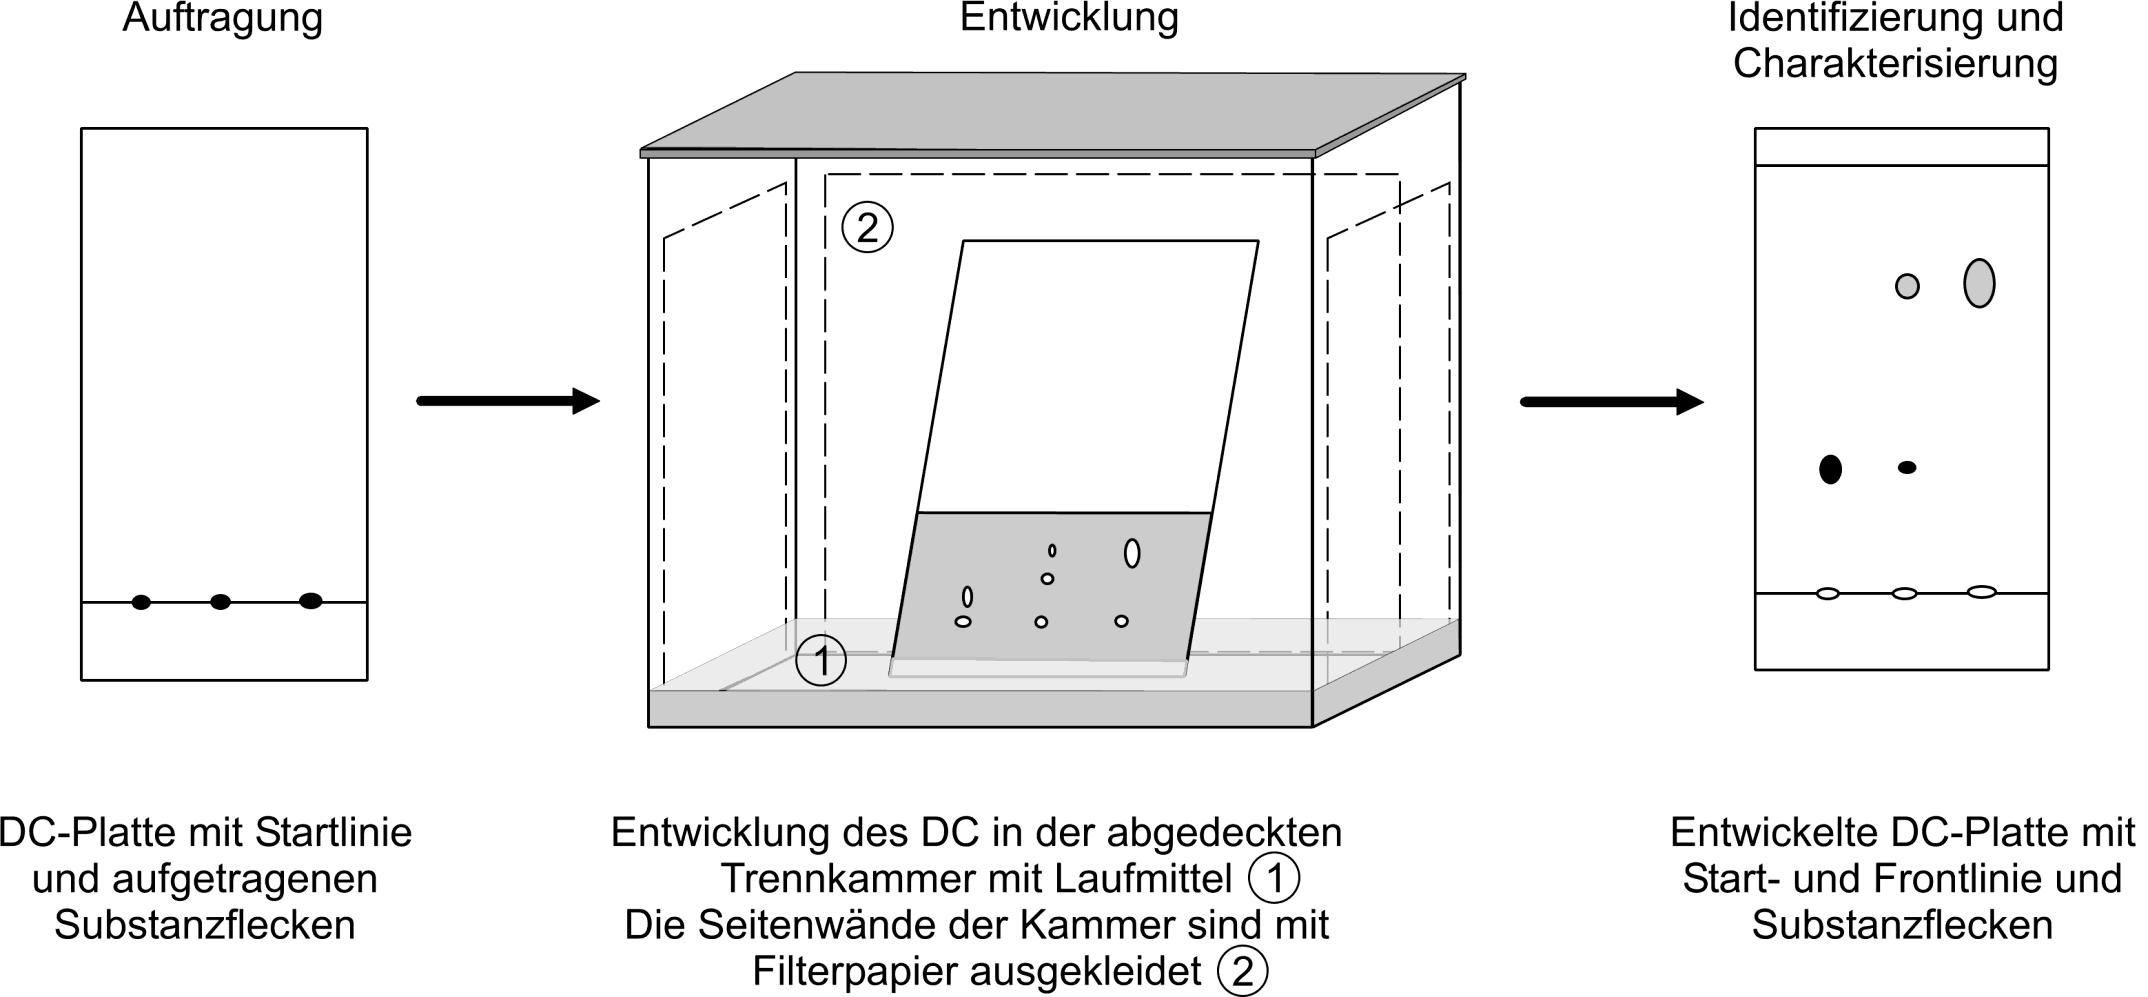 Auftragung
Entwicklung
Identifizierung und
Charakterisierung
2
1
DC-Platte mit Startlinie
und aufgetragenen
Substanzflecken
Entwicklung des DC in der abgedeckten
Trennkammer mit Laufmittel 1
Die Seitenwände der Kammer sind mit
Filterpapier ausgekleidet 2
Entwickelte DC-Platte mit
Start- und Frontlinie und
Substanzflecken